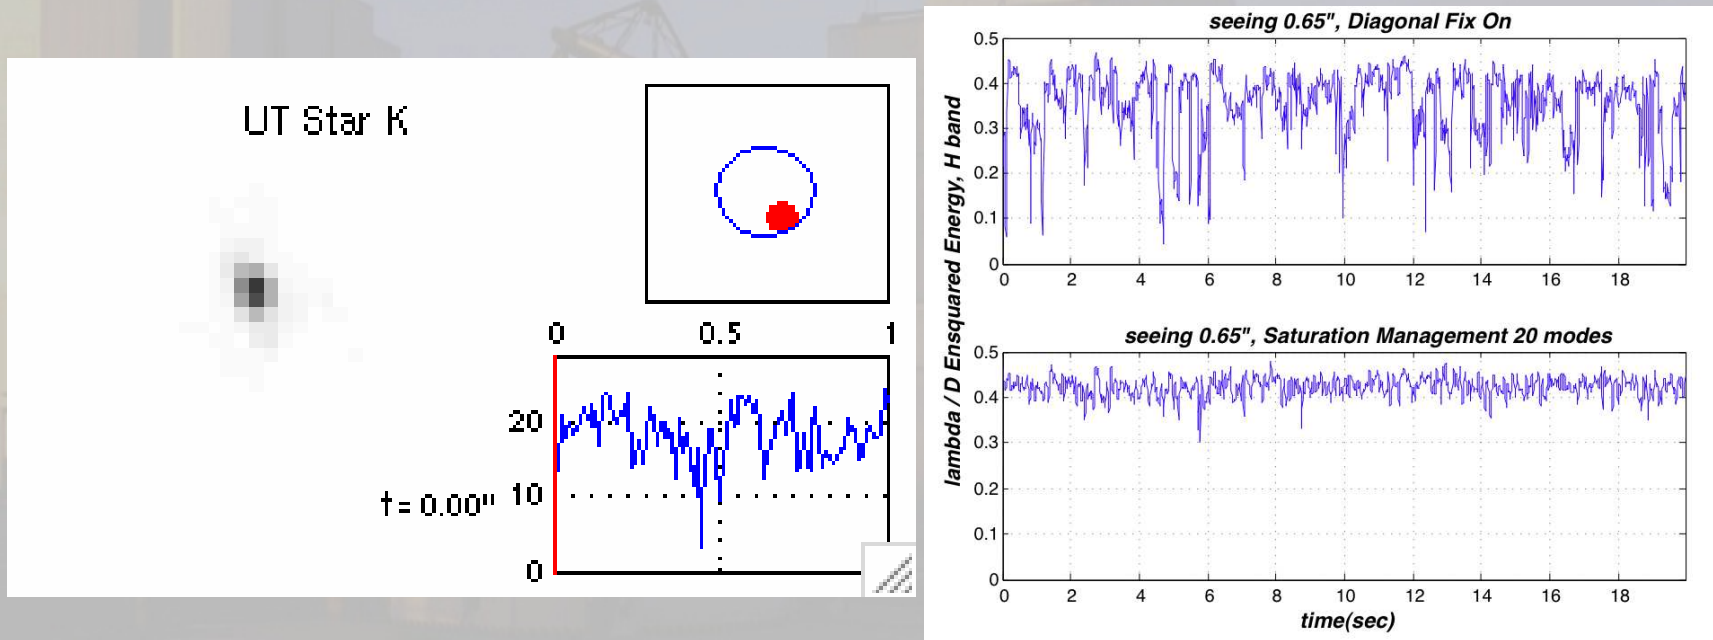 UT Star K
0 0.5 1
20
10
0
t= 0.00"
seeing 0.65", Diagonal Fix On
0.5
0.4
0.3
0.2
0.1
0
0 2 4 6 8 10 12 14 16 18
lambda / D Ensquared Energy, H band
seeing 0.65", Saturation Management 20 modes
0.5
0.4
0.3
0.2
0.1
0
0 2 4 6 8 10 12 14 16 18
time(sec)